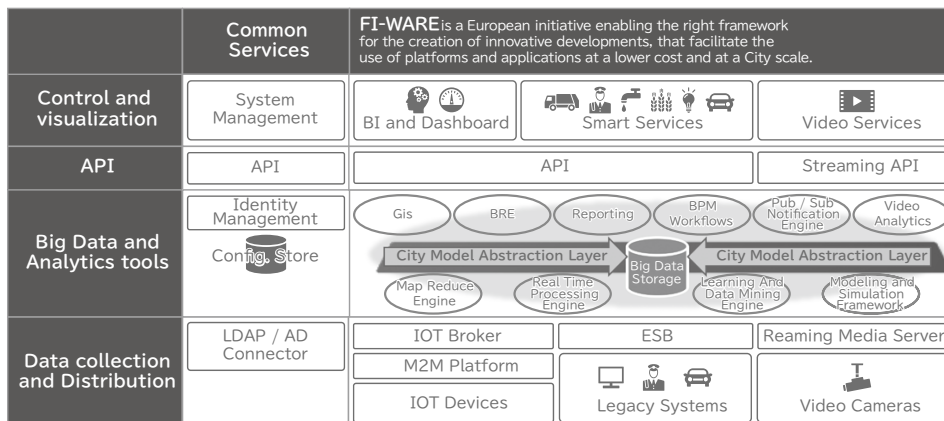 Common
Services
FI-WARE is a European initiative enabling the right framework
for the creation of innovative developments, that facilitate the
use of platforms and applications at a lower cost and at a City scale.
Control and
visualization
System
Management
BI and Dashboard
Smart Services
Video Services
API
API
API
Streaming API
Big Data and
Analytics tools
Identity
Management
Config. Store
Gis
BRE
Reporting
BPM
Workflows
Pub / Sub
Notification
Engine
Video
Analytics
City Model Abstraction Layer
Big Data
Storage
City Model Abstraction Layer
Map Reduce
Engine
Real Time
Processing
Engine
Learning And
Data Mining
Engine
Modeling and
Simulation
Framework
Data collection
and Distribution
LDAP / AD
Connector
IOT Broker
ESB
Reaming Media Server
M2M Platform
IOT Devices
Legacy Systems
Video Cameras